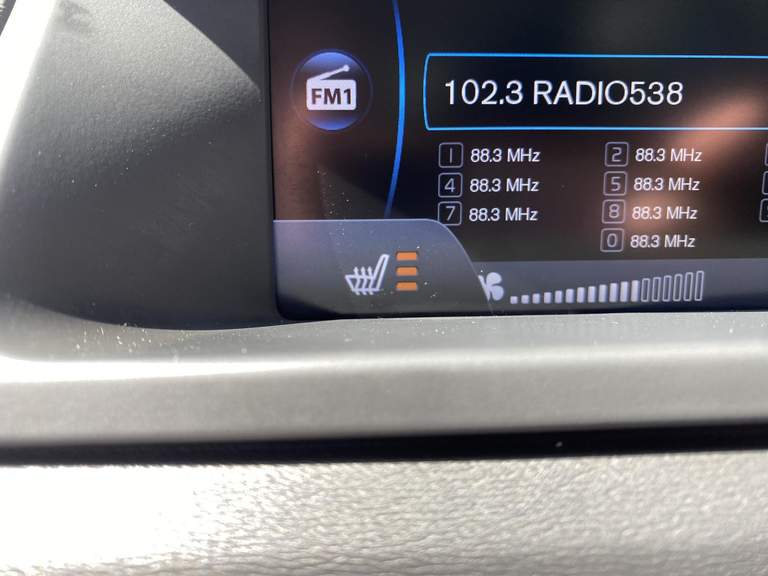 FM1
102.3 RADIO538
1 88.3 MHz 2 88.3 MHz
4 88.3 MHz 5 88.3 MHz
7 88.3 MHz 8 88.3 MHz
0 88.3 MHz